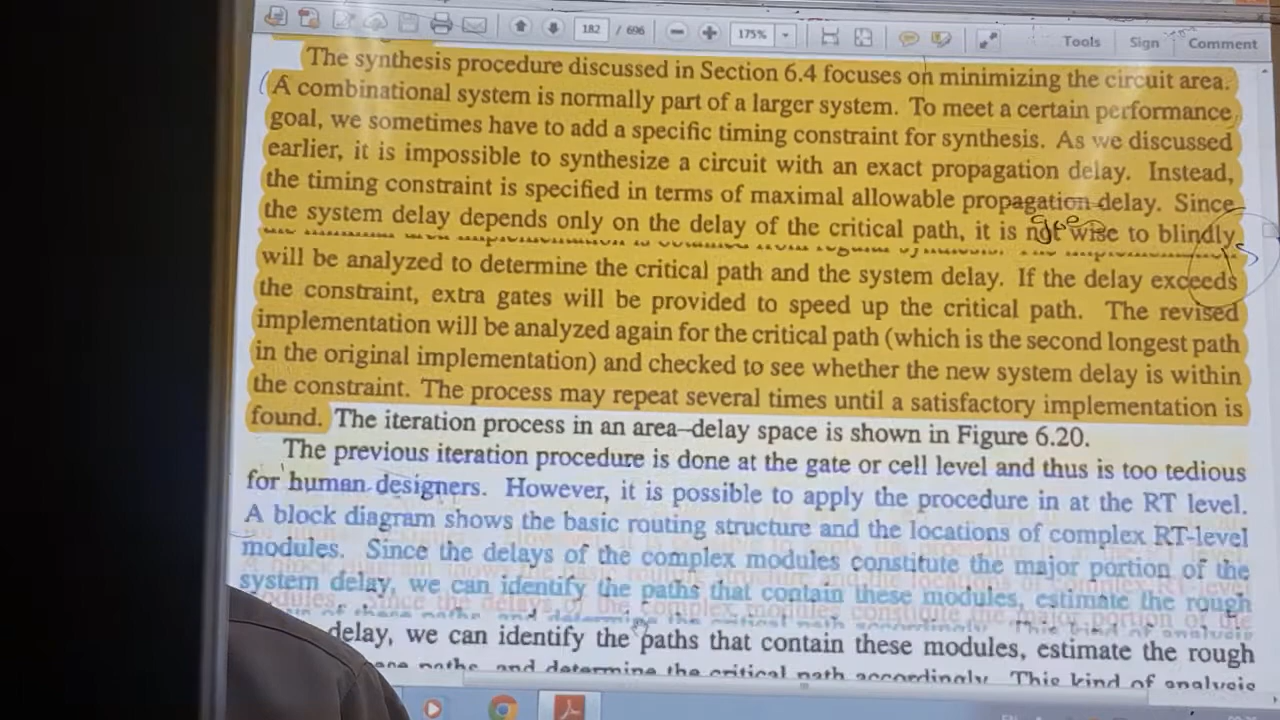 182 / 696 175% Tools Sign Comment
The synthesis procedure discussed in Section 6.4 focuses on minimizing the circuit area.
A combinational system is normally part of a larger system. To meet a certain performance
goal, we sometimes have to add a specific timing constraint for synthesis. As we discussed
earlier, it is impossible to synthesize a circuit with an exact propagation delay. Instead,
the timing constraint is specified in terms of maximal allowable propagation delay. Since
the system delay depends only on the delay of the critical path, it is not wise to blindly
will be analyzed to determine the critical path and the system delay. If the delay exceeds
the constraint, extra gates will be provided to speed up the critical path. The revised
implementation will be analyzed again for the critical path (which is the second longest path
in the original implementation) and checked to see whether the new system delay is within
the constraint. The process may repeat several times until a satisfactory implementation is
found. The iteration process in an area–delay space is shown in Figure 6.20.
The previous iteration procedure is done at the gate or cell level and thus is too tedious
for human designers. However, it is possible to apply the procedure in at the RT level.
A block diagram shows the basic routing structure and the locations of complex RT-level
modules. Since the delays of the complex modules constitute the major portion of the
system delay, we can identify the paths that contain these modules, estimate the rough
delay, we can identify the paths that contain these modules, estimate the rough
paths, and determine the critical path accordingly. This kind of analysis